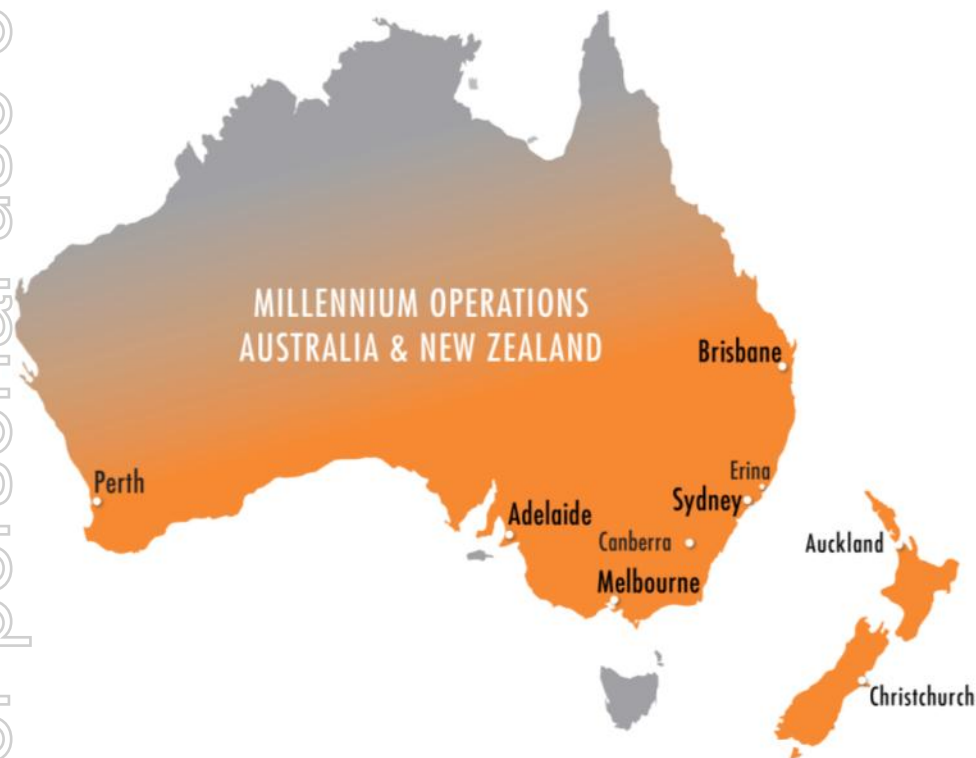 MILLENNIUM OPERATIONS
AUSTRALIA & NEW ZEALAND
Brisbane
Perth
Erina
Sydney
Adelaide
Canberra
Auckland
Melbourne
Christchurch